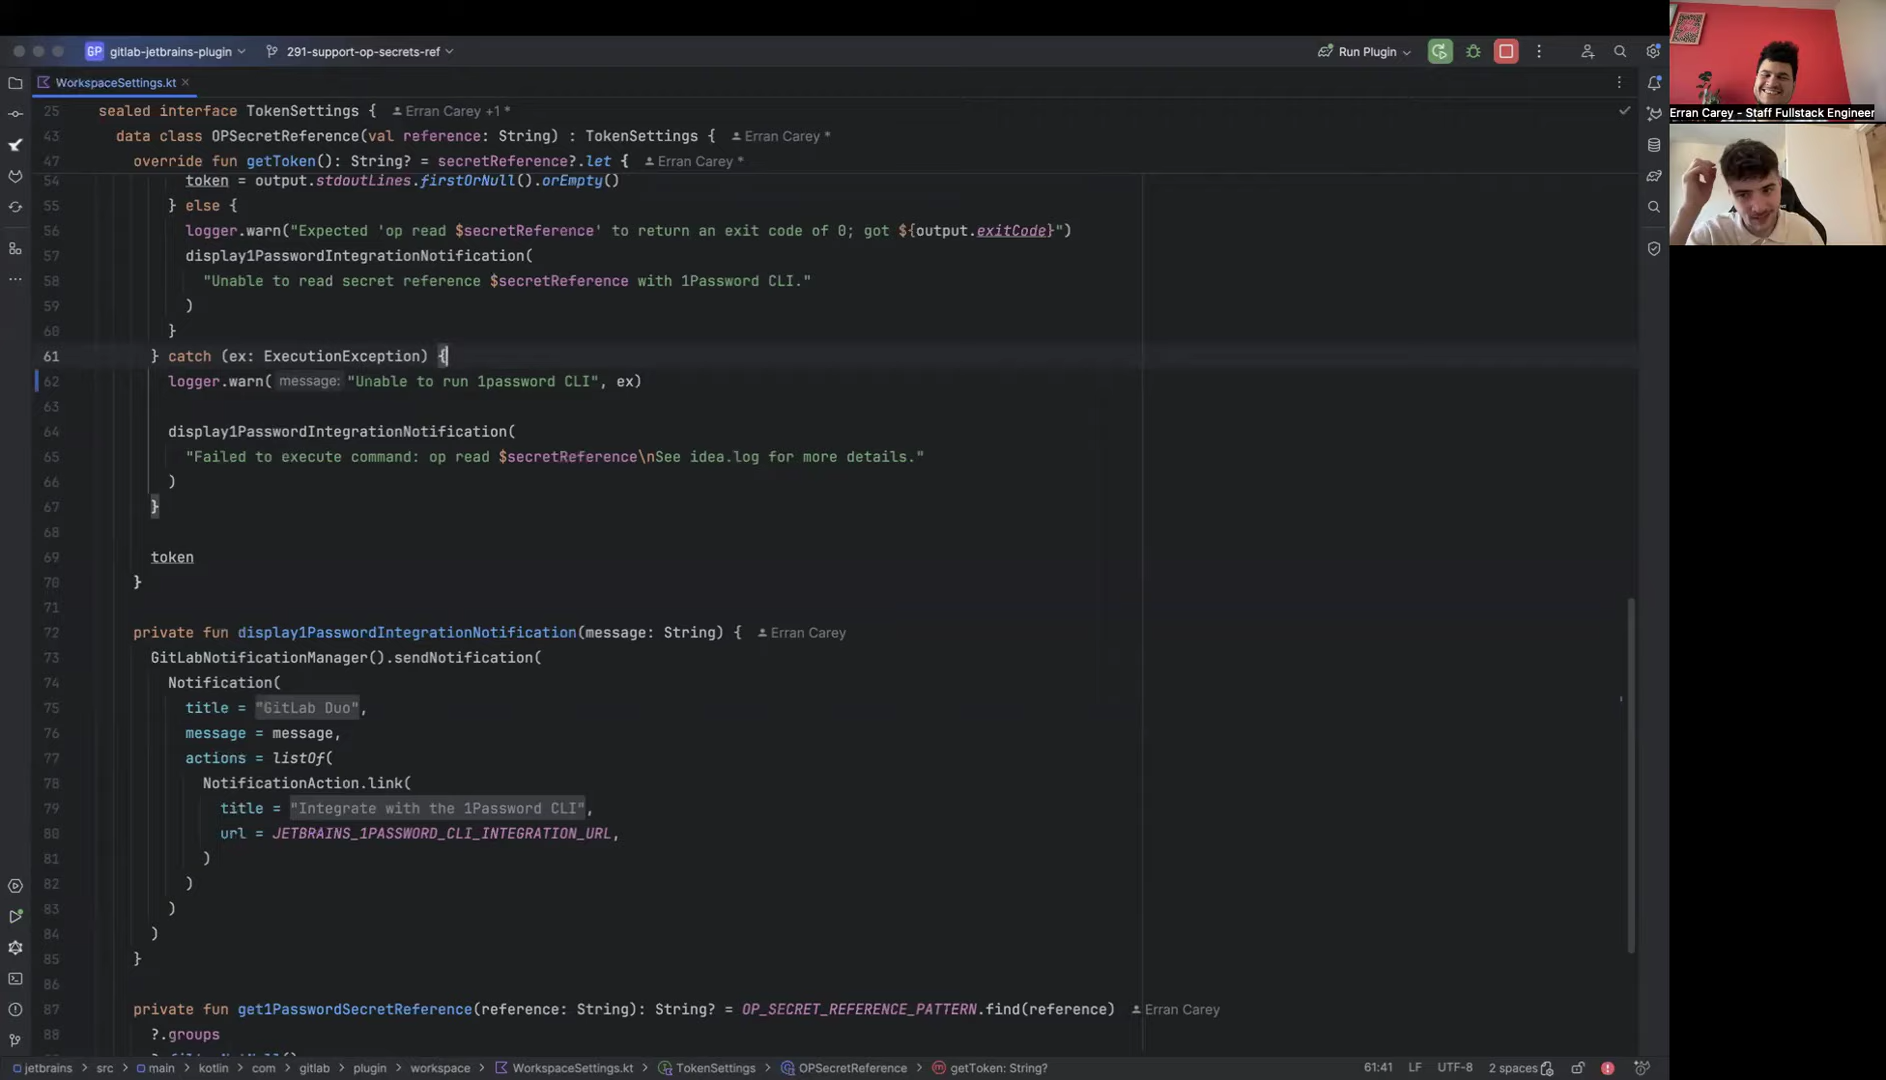 GP gitlab-jetbrains-plugin 291-support-op-secrets-ref Run Plugin
WorkspaceSettings.kt
25 sealed interface TokenSettings { Erran Carey +1 *
43 data class OPSecretReference(val reference: String) : TokenSettings { Erran Carey *
47 override fun getToken(): String? = secretReference?.let { Erran Carey *
54 token = output.stdoutLines.firstOrNull().orEmpty()
55 } else {
56 logger.warn("Expected 'op read $secretReference' to return an exit code of 0; got ${output.exitCode}")
57 display1PasswordIntegrationNotification(
58 "Unable to read secret reference $secretReference with 1Password CLI."
59 )
60 }
61 } catch (ex: ExecutionException) {
62 logger.warn( message: "Unable to run 1password CLI", ex)
63
64 display1PasswordIntegrationNotification(
65 "Failed to execute command: op read $secretReference\nSee idea.log for more details."
66 )
67 }
68
69 token
70 }
71
72 private fun display1PasswordIntegrationNotification(message: String) { Erran Carey
73 GitLabNotificationManager().sendNotification(
74 Notification(
75 title = "GitLab Duo",
76 message = message,
77 actions = listOf(
78 NotificationAction.link(
79 title = "Integrate with the 1Password CLI",
80 url = JETBRAINS_1PASSWORD_CLI_INTEGRATION_URL,
81 )
82 )
83 )
84 )
85 }
86
87 private fun get1PasswordSecretReference(reference: String): String? = OP_SECRET_REFERENCE_PATTERN.find(reference) Erran Carey
88 ?.groups
jetbrains src main kotlin com gitlab plugin workspace WorkspaceSettings.kt TokenSettings OPSecretReference getToken: String? 61:41 LF UTF-8 2 spaces
Erran Carey - Staff Fullstack Engineer